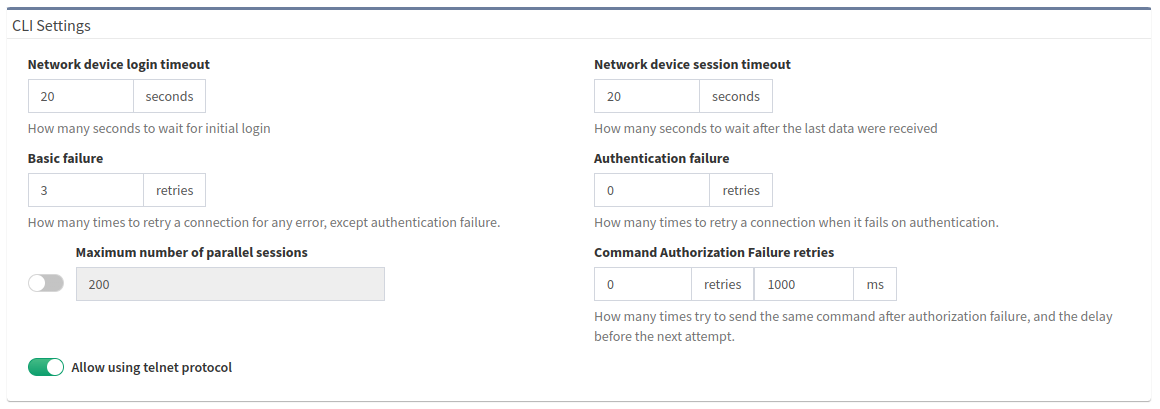 CLI Settings
Network device login timeout
20 seconds
How many seconds to wait for initial login
Network device session timeout
20 seconds
How many seconds to wait after the last data were received
Basic failure
3 retries
How many times to retry a connection for any error, except authentication failure.
Authentication failure
0 retries
How many times to retry a connection when it fails on authentication.
Maximum number of parallel sessions
200
Command Authorization Failure retries
0 retries 1000 ms
How many times try to send the same command after authorization failure, and the delay
before the next attempt.
Allow using telnet protocol